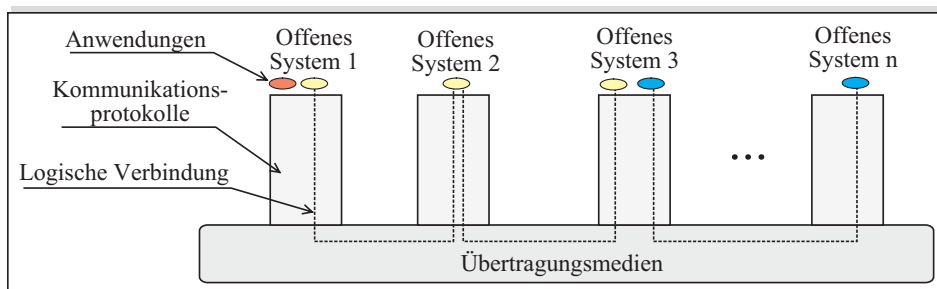 Anwendungen
Offenes
System 1
Offenes
System 2
Offenes
System 3
Offenes
System n
Kommunikations-
protokolle
Logische Verbindung
...
Übertragungsmedien